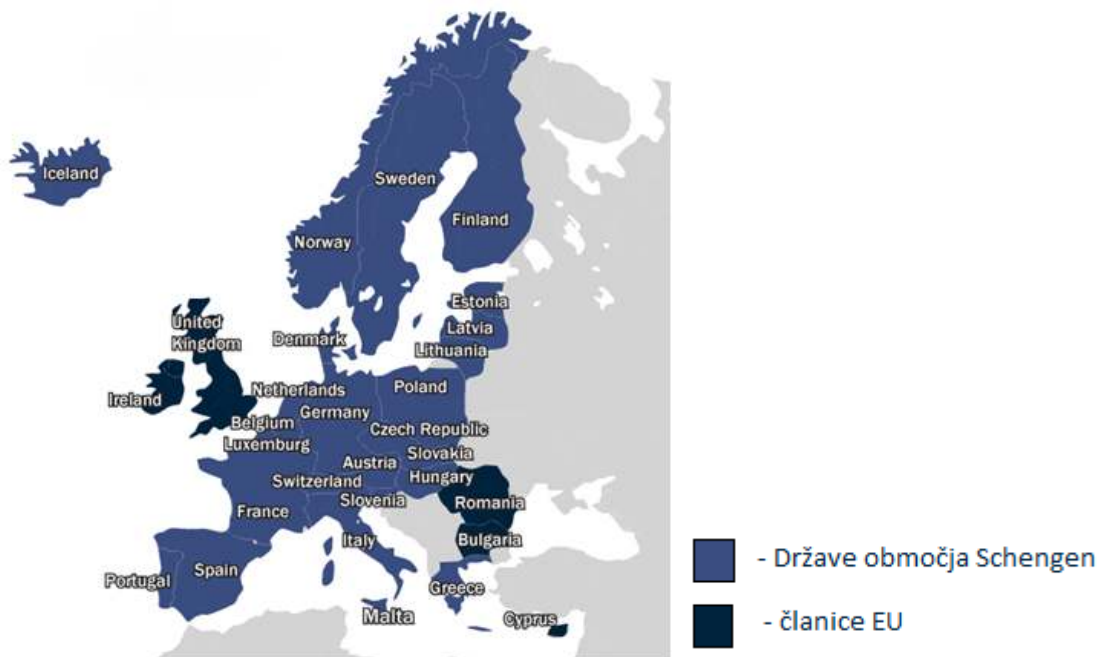 Iceland
Sweden
Finland
Norway
Estonia
United
Kingdom
Latvia
Denmark
Lithuania
Ireland
Netherlands
Poland
Germany
Belgium
Czech Republic
Luxemburg
Slovakia
Austria
Hungary
Switzerland
Slovenia
Romania
France
Italy
Bulgaria
Spain
Portugal
Greece
Malta
Cyprus
- Države območja Schengen
- članice EU